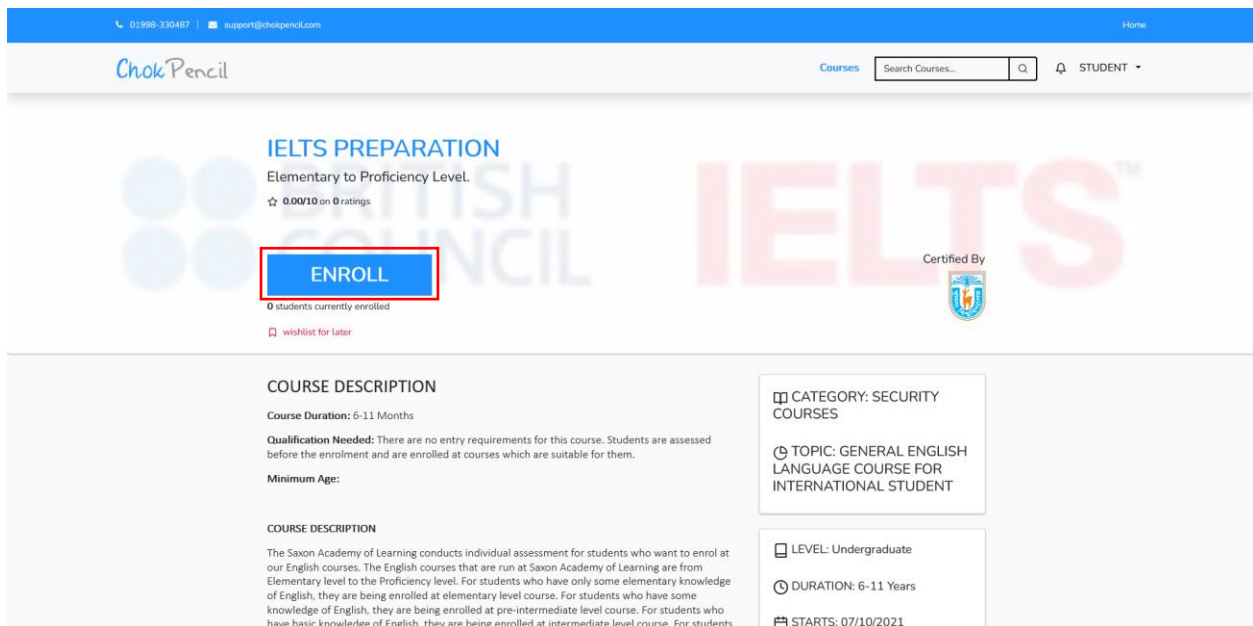 01998-330487 | support@chokpencil.com
Home
ChokPencil
Courses
Search Courses...
STUDENT
BRITISH
COUNCIL
IELTS™
IELTS PREPARATION
Elementary to Proficiency Level.
0.00/10 on 0 ratings
ENROLL
0 students currently enrolled
wishlist for later
Certified By
COURSE DESCRIPTION
Course Duration: 6-11 Months
Qualification Needed: There are no entry requirements for this course. Students are assessed
before the enrolment and are enrolled at courses which are suitable for them.
Minimum Age:
COURSE DESCRIPTION
The Saxon Academy of Learning conducts individual assessment for students who want to enrol at
our English courses. The English courses that are run at Saxon Academy of Learning are from
Elementary level to the Proficiency level. For students who have only some elementary knowledge
of English, they are being enrolled at elementary level course. For students who have some
knowledge of English, they are being enrolled at pre-intermediate level course. For students who
have basic knowledge of English, they are being enrolled at intermediate level course. For students
CATEGORY: SECURITY
COURSES
TOPIC: GENERAL ENGLISH
LANGUAGE COURSE FOR
INTERNATIONAL STUDENT
LEVEL: Undergraduate
DURATION: 6-11 Years
STARTS: 07/10/2021